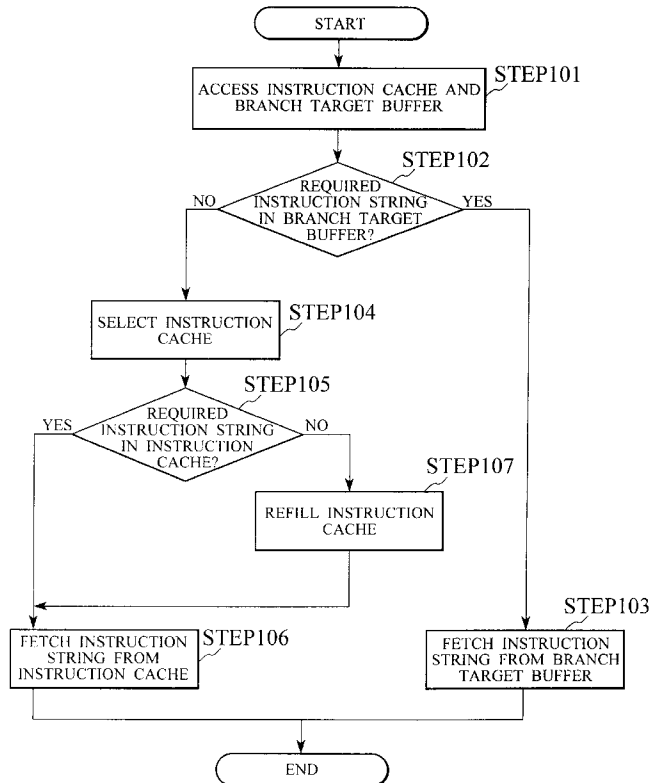 START
STEP101
ACCESS INSTRUCTION CACHE AND
BRANCH TARGET BUFFER
STEP102
REQUIRED
INSTRUCTION STRING
IN BRANCH TARGET
BUFFER?
NO
YES
STEP104
SELECT INSTRUCTION
CACHE
STEP105
REQUIRED
INSTRUCTION STRING
IN INSTRUCTION
CACHE?
YES
NO
STEP107
REFILL INSTRUCTION
CACHE
STEP106
FETCH INSTRUCTION
STRING FROM
INSTRUCTION CACHE
STEP103
FETCH INSTRUCTION
STRING FROM BRANCH
TARGET BUFFER
END